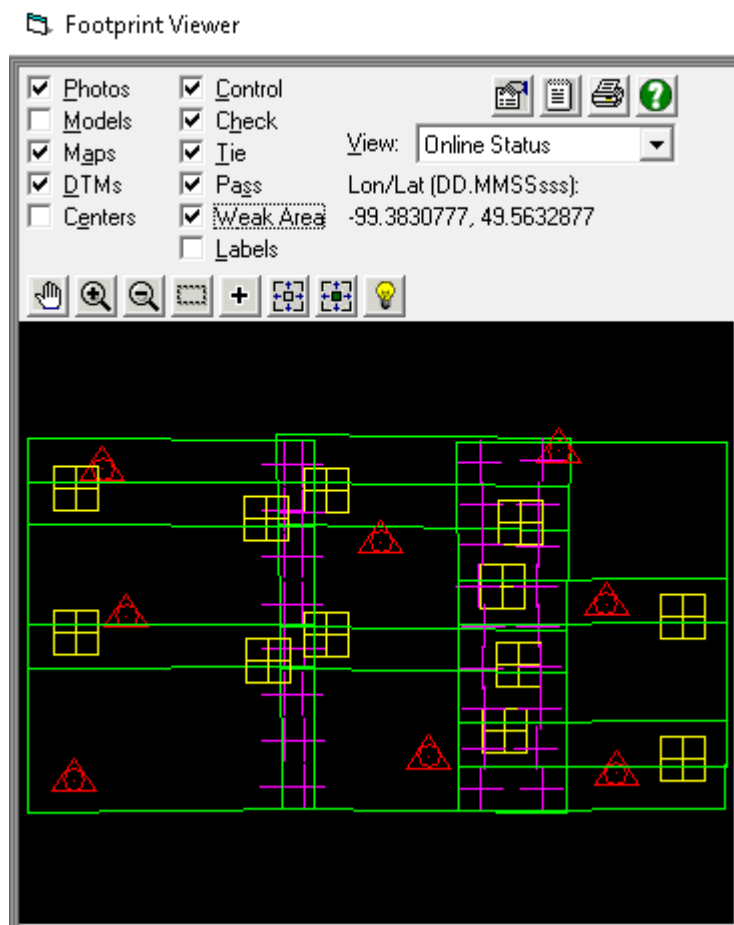 Footprint Viewer
Photos
Control
Models
Check
Maps
Tie
View: Online Status
DTMs
Pass
Lon/Lat (DD.MMSSsss):
Centers
Weak Area
-99.3830777, 49.5632877
Labels